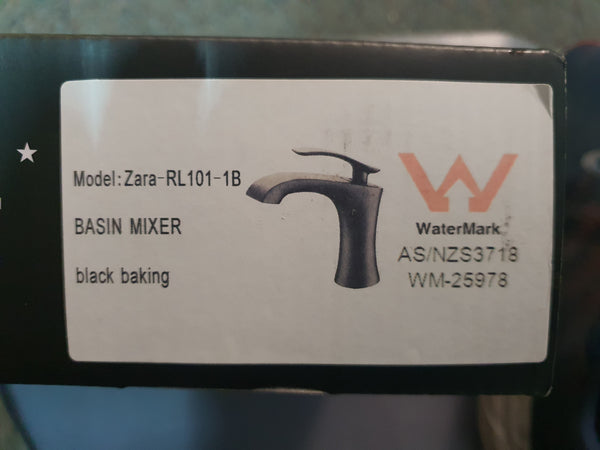 Model:Zara-RL101-1B
BASIN MIXER
black baking
WaterMark
AS/NZS3718
WM-25978